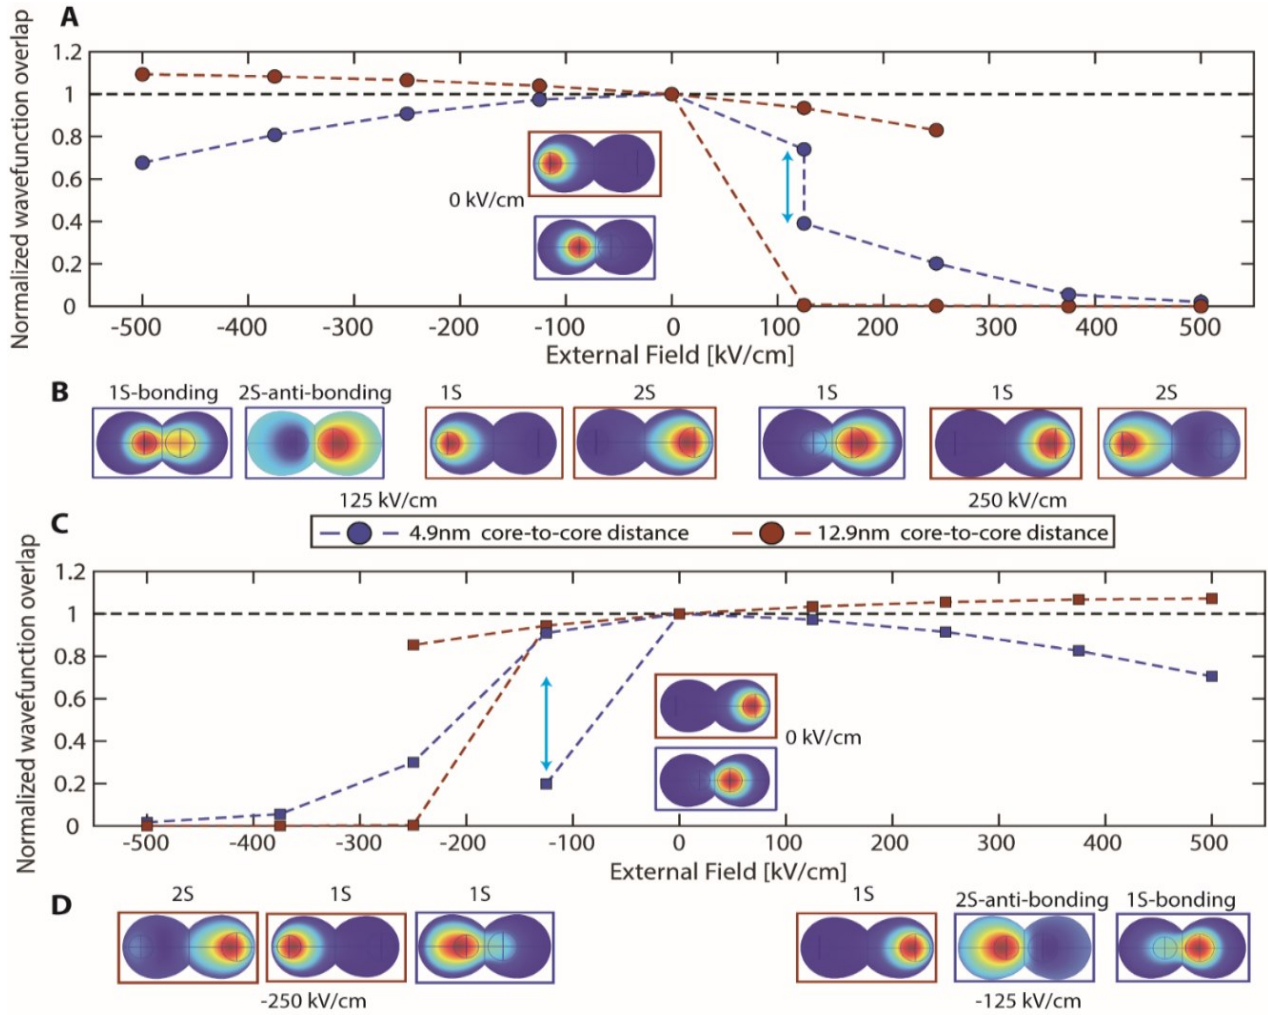 A
Normalized wavefunction overlap
1.2
1
0.8
0.6
0.4
0.2
0
0 kV/cm
-500 -400 -300 -200 -100 0 100 200 300 400 500
External Field [kV/cm]
B
1S-bonding 2S-anti-bonding 1S 2S 1S 1S 2S
125 kV/cm 250 kV/cm
C
4.9nm core-to-core distance 12.9nm core-to-core distance
Normalized wavefunction overlap
1.2
1
0.8
0.6
0.4
0.2
0
0 kV/cm
-500 -400 -300 -200 -100 0 100 200 300 400 500
External Field [kV/cm]
D
2S 1S 1S 1S 2S-anti-bonding 1S-bonding
-250 kV/cm -125 kV/cm